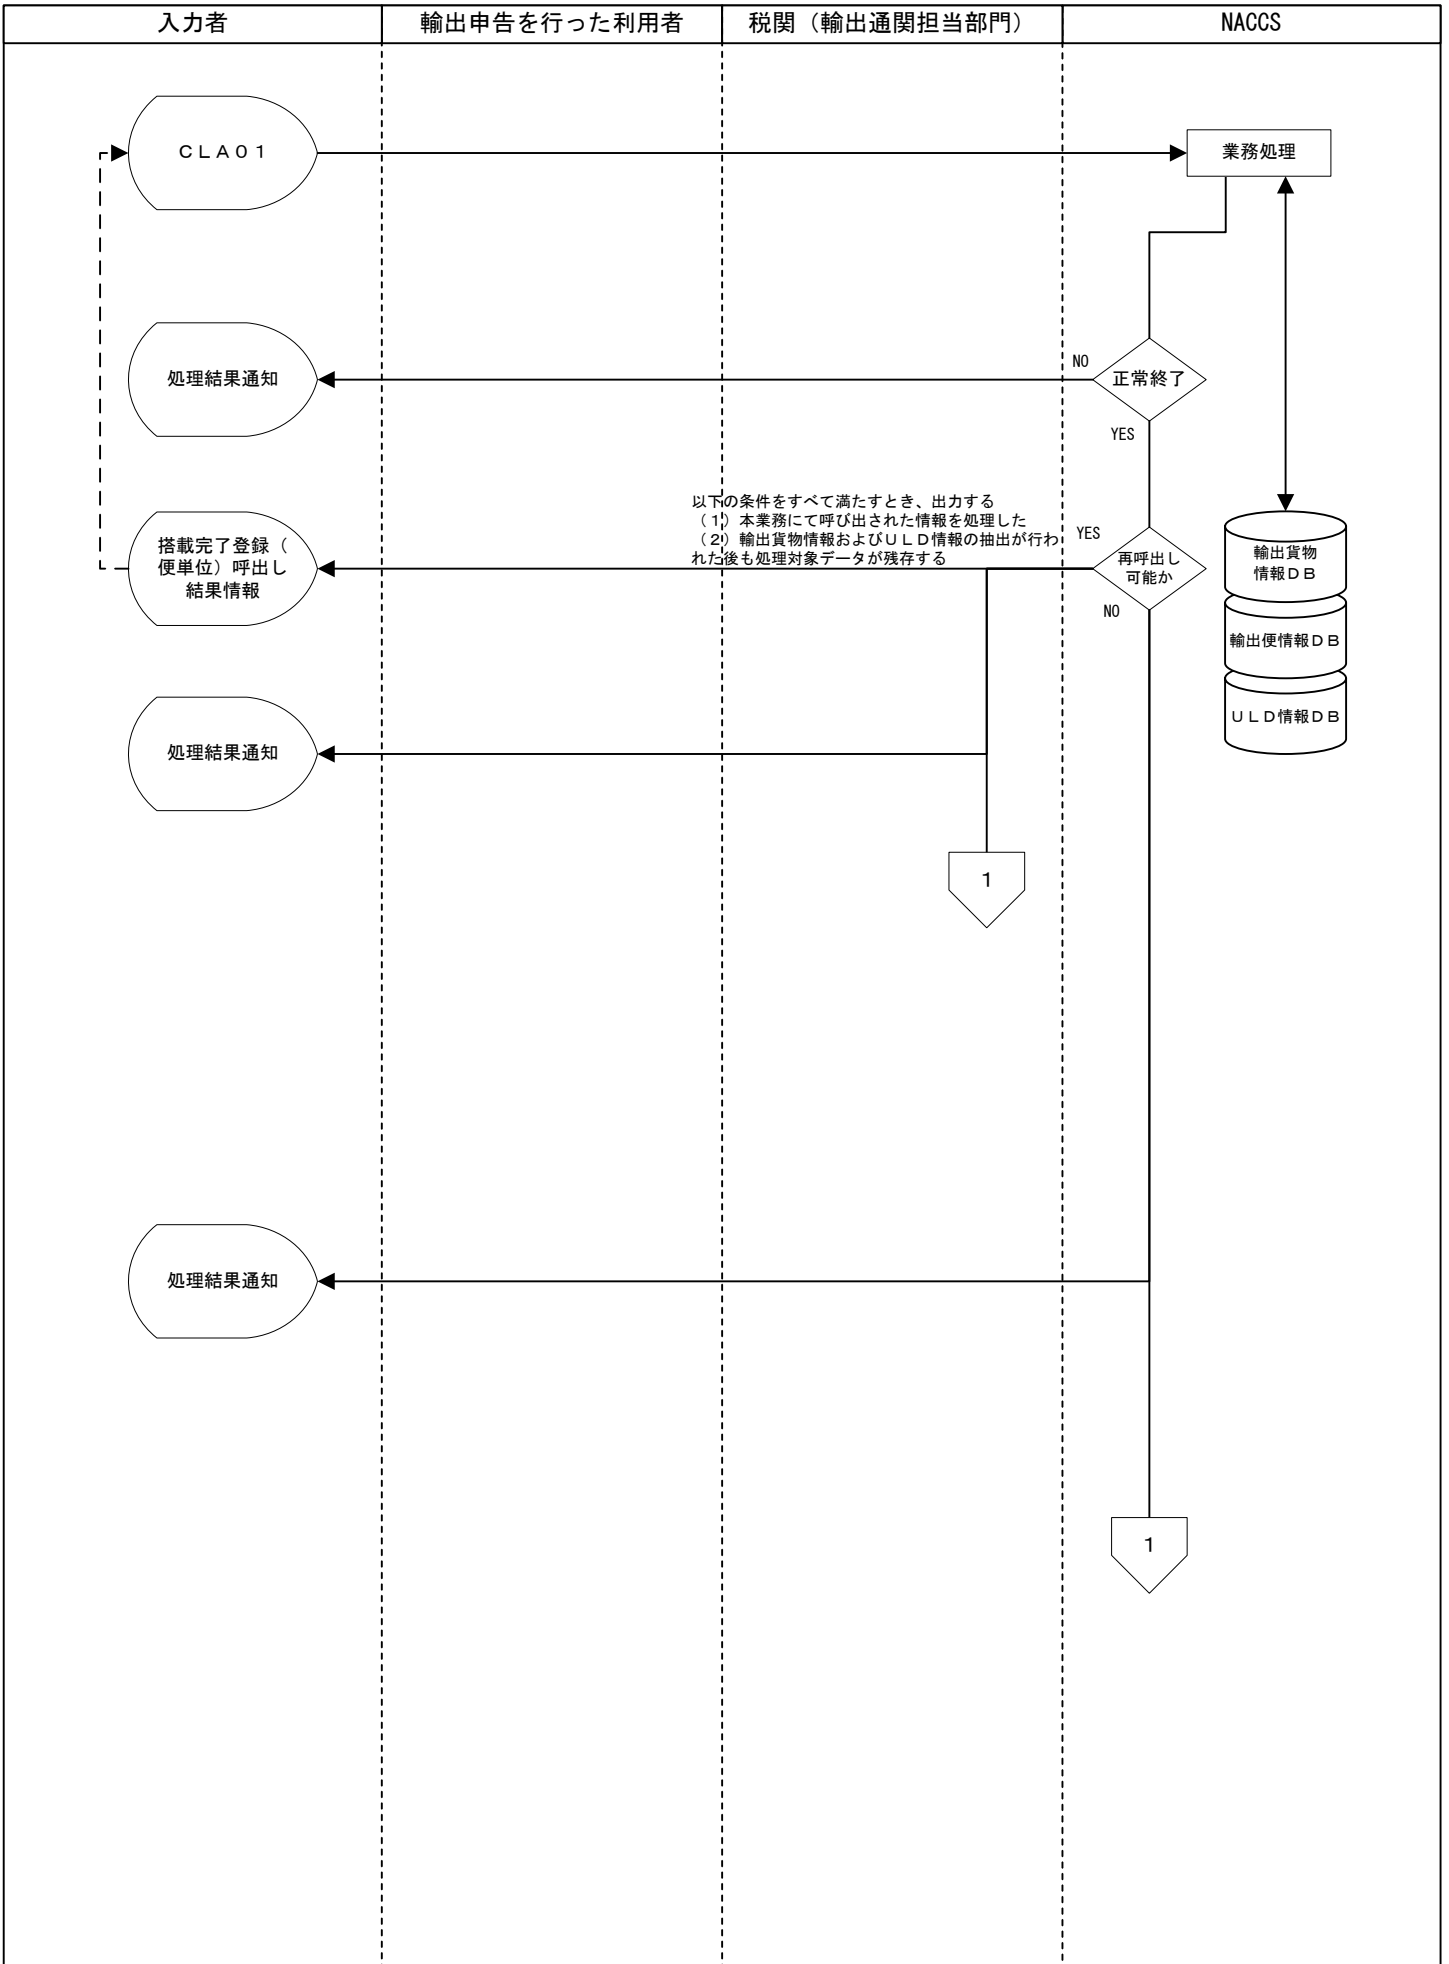 入力者
輸出申告を行った利用者
税関（輸出通関担当部門）
NACCS
ＣＬＡ０１
業務処理
処理結果通知
NO
正常終了
YES
以下の条件をすべて満たすとき、出力する
（１）本業務にて呼び出された情報を処理した
（２）輸出貨物情報およびＵＬＤ情報の抽出が行わ
れた後も処理対象データが残存する
YES
搭載完了登録（
便単位）呼出し
結果情報
再呼出し
可能か
NO
輸出貨物
情報ＤＢ
輸出便情報ＤＢ
ＵＬＤ情報ＤＢ
処理結果通知
1
処理結果通知
1